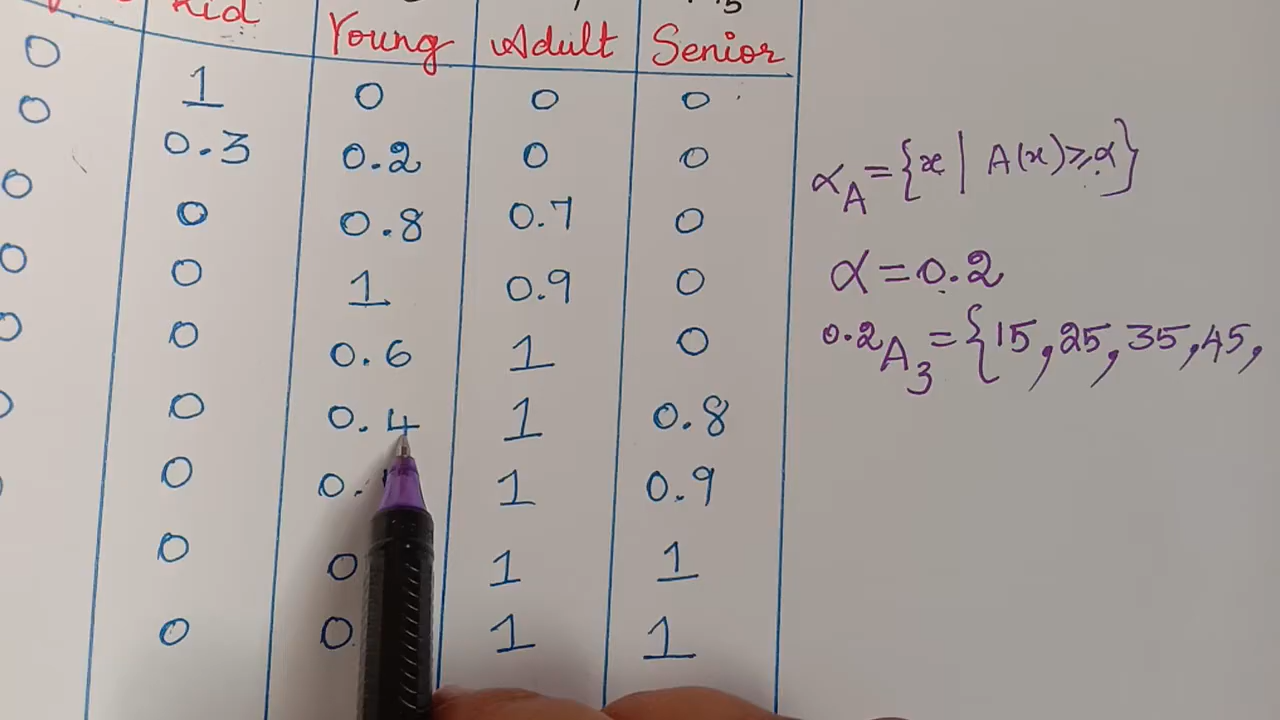 Kid Young Adult Senior
0 1 0 0 0
0 0.3 0.2 0 0
0 0 0.8 0.7 0
0 0 1 0.9 0
0 0 0.6 1 0
0 0.4 1 0.8
0 0. 1 0.9
0 0 1 1
0 0. 1 1
αA = {x | A(x) ≥ α}
α = 0.2
0.2A3 = {15, 25, 35, 45,